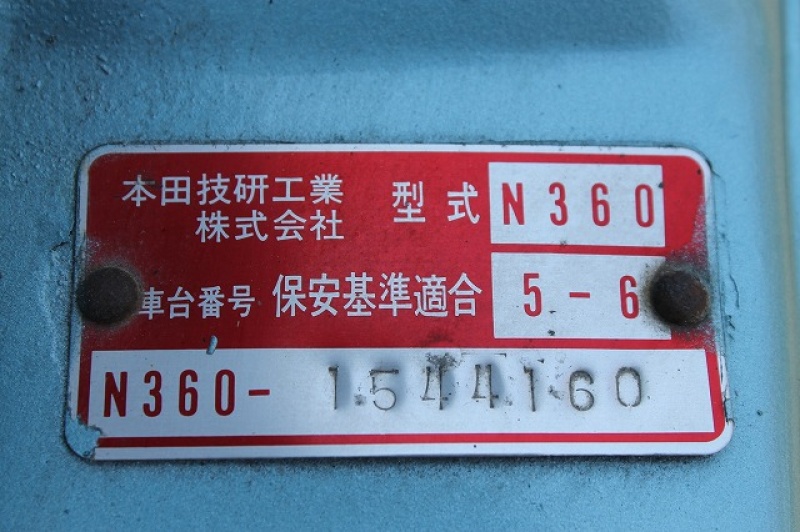 本田技研工業
株式会社
型式 N360
車台番号 保安基準適合 5-6
N360-1544160